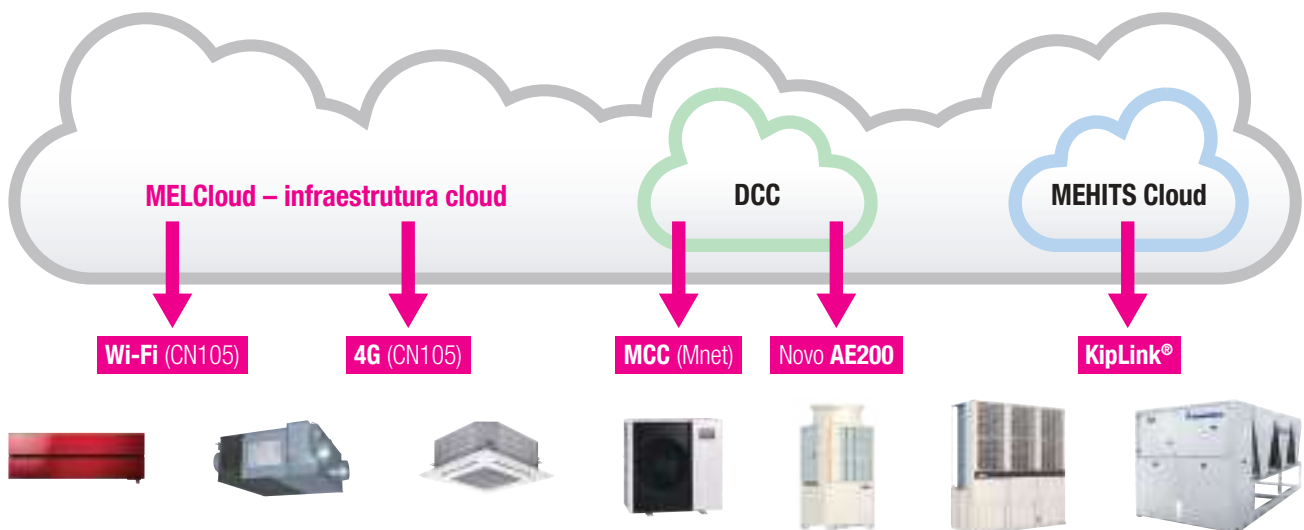 MELCloud – infraestrutura cloud
DCC
MEHITS Cloud
Wi-Fi (CN105)
4G (CN105)
MCC (Mnet)
Novo AE200
KipLink®